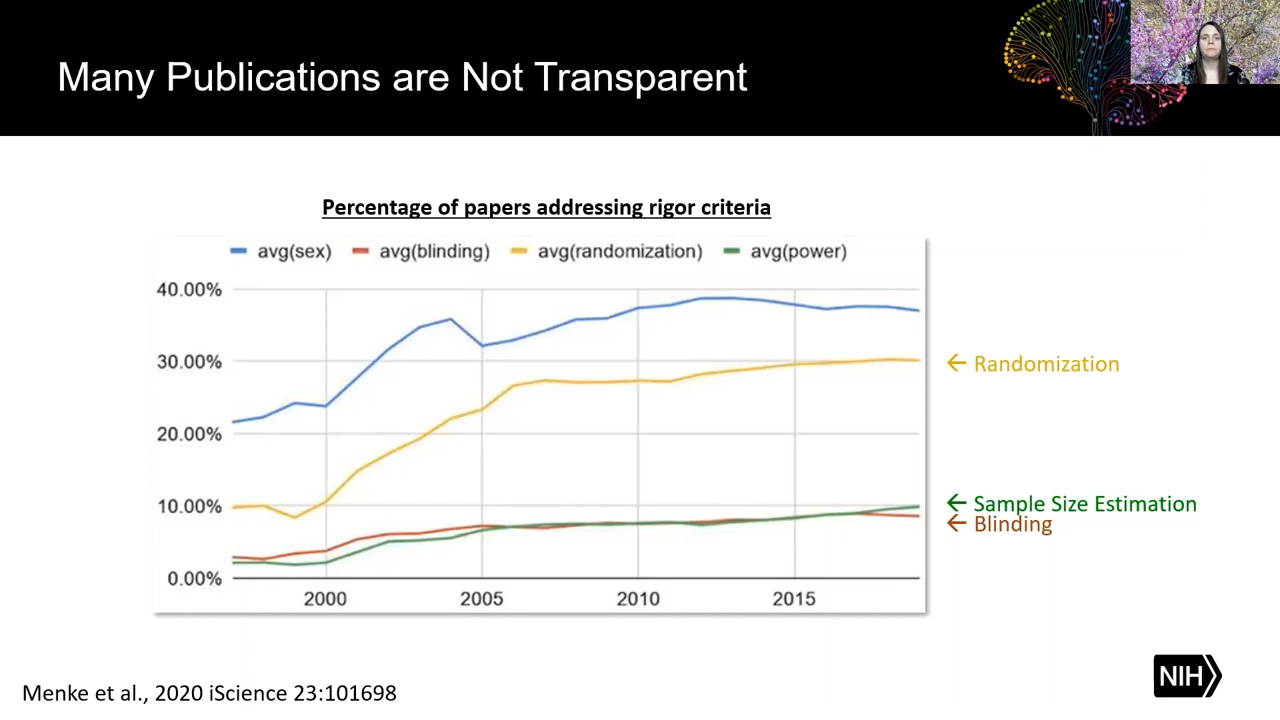 Many Publications are Not Transparent
Percentage of papers addressing rigor criteria
avg(sex) avg(blinding) avg(randomization) avg(power)
40.00%
30.00%
20.00%
10.00%
0.00%
2000 2005 2010 2015
← Randomization
← Sample Size Estimation
← Blinding
NIH
Menke et al., 2020 iScience 23:101698